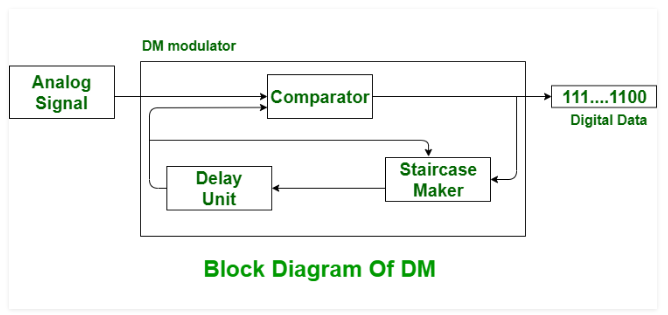 DM modulator
Analog
Signal
Comparator
111....1100
Digital Data
Delay
Unit
Staircase
Maker
Block Diagram Of DM